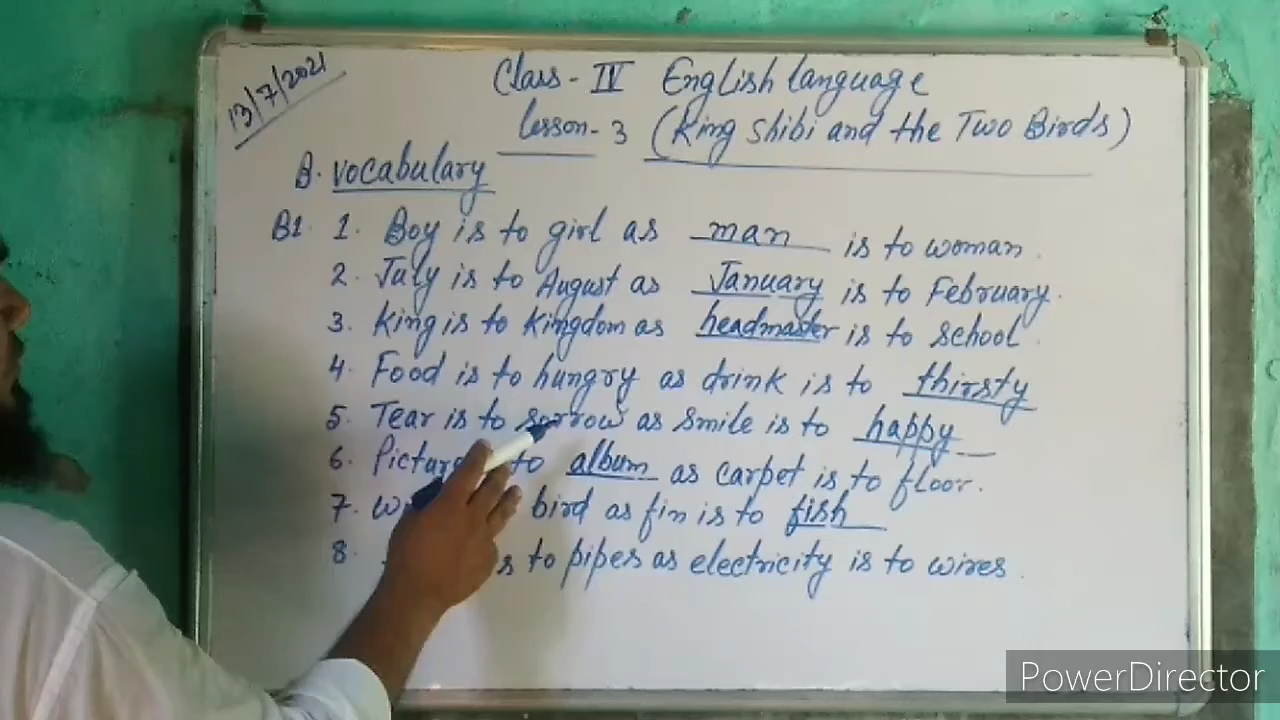 13/7/2021
Class - IV English language
lesson - 3 (King Shibi and the Two Birds)
B. vocabulary
B1. 1. Boy is to girl as man is to woman.
2. July is to August as January is to February.
3. King is to Kingdom as headmaster is to school.
4. Food is to hungry as drink is to thirsty
5. Tear is to sorrow as smile is to happy
6. to album as carpet is to floor.
7. bird as fin is to fish
8. to pipes as electricity is to wires.
PowerDirector